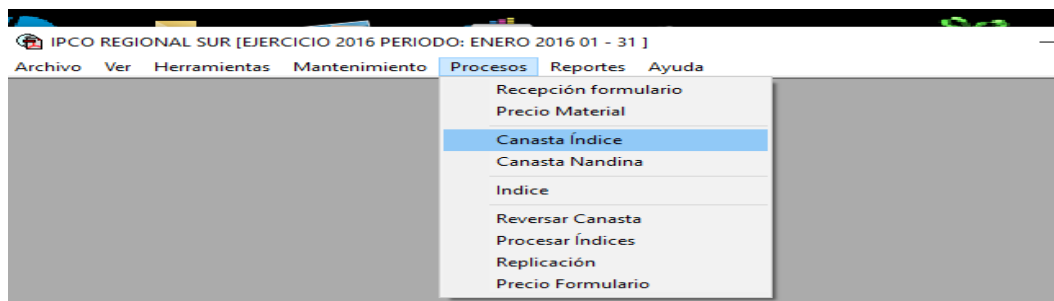 IPCO REGIONAL SUR [EJERCICIO 2016 PERIODO: ENERO 2016 01 - 31 ]
Archivo Ver Herramientas Mantenimiento Procesos Reportes Ayuda
Recepción formulario
Precio Material
Canasta Índice
Canasta Nandina
Indice
Reversar Canasta
Procesar Índices
Replicación
Precio Formulario